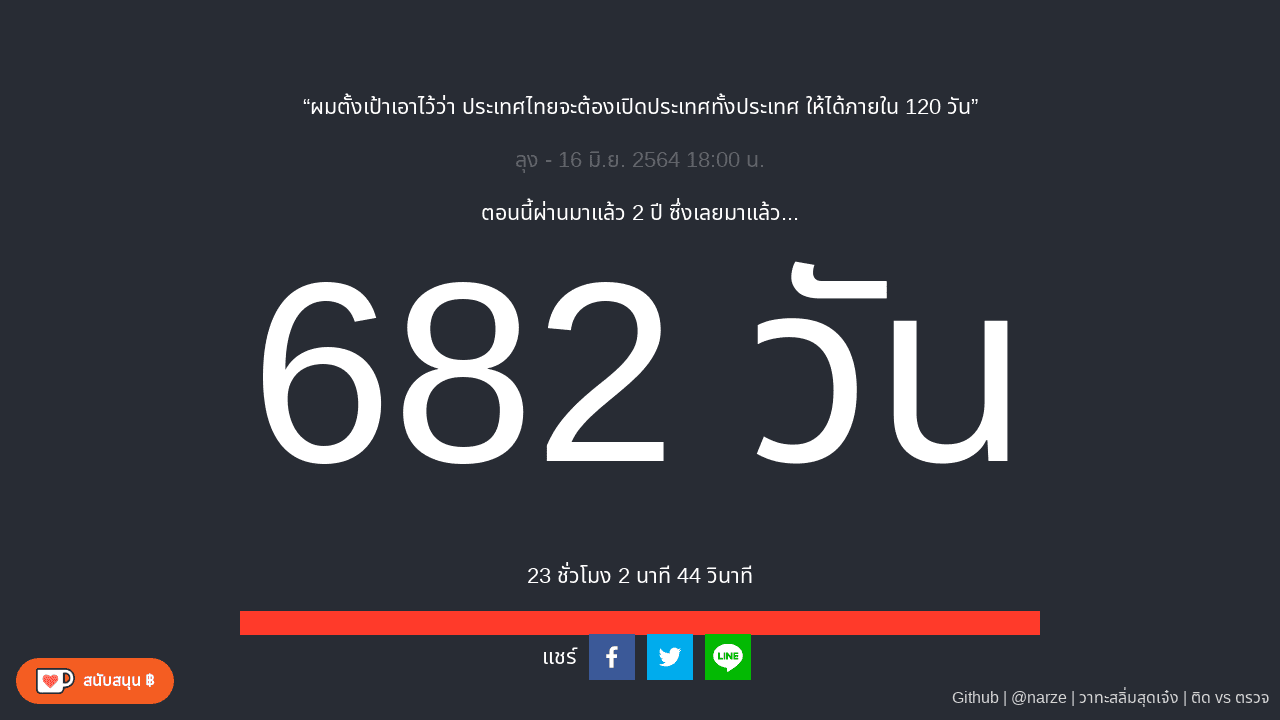 “ผมตั้งเป้าเอาไว้ว่า ประเทศไทยจะต้องเปิดประเทศทั้งประเทศ ให้ได้ภายใน 120 วัน”
ลุง - 16 มิ.ย. 2564 18:00 น.
ตอนนี้ผ่านมาแล้ว 2 ปี ซึ่งเลยมาแล้ว...
682 วัน
23 ชั่วโมง 2 นาที 44 วินาที
แชร์
LINE
สนับสนุน ฿
Github | @narze | วาทะสลิ่มสุดเจ๋ง | ติด vs ตรวจ